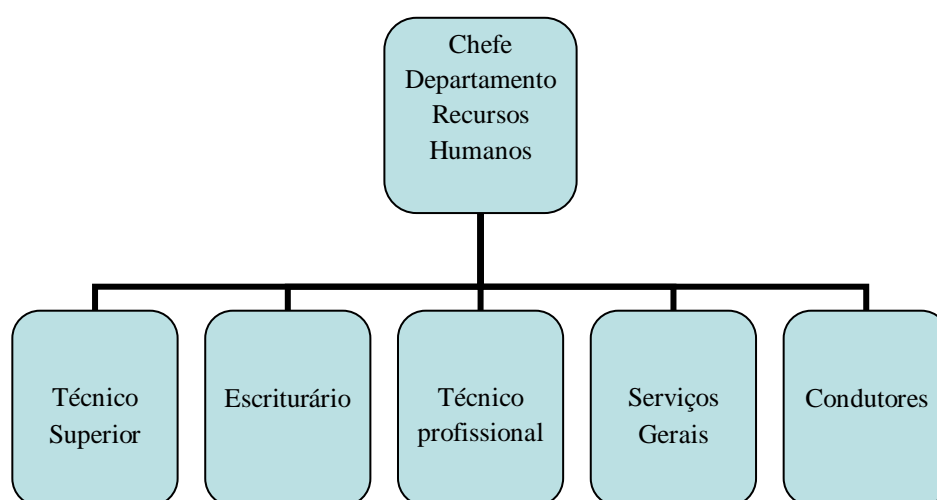 Chefe
Departamento
Recursos
Humanos
Técnico
Superior
Escriturário
Técnico
profissional
Serviços
Gerais
Condutores